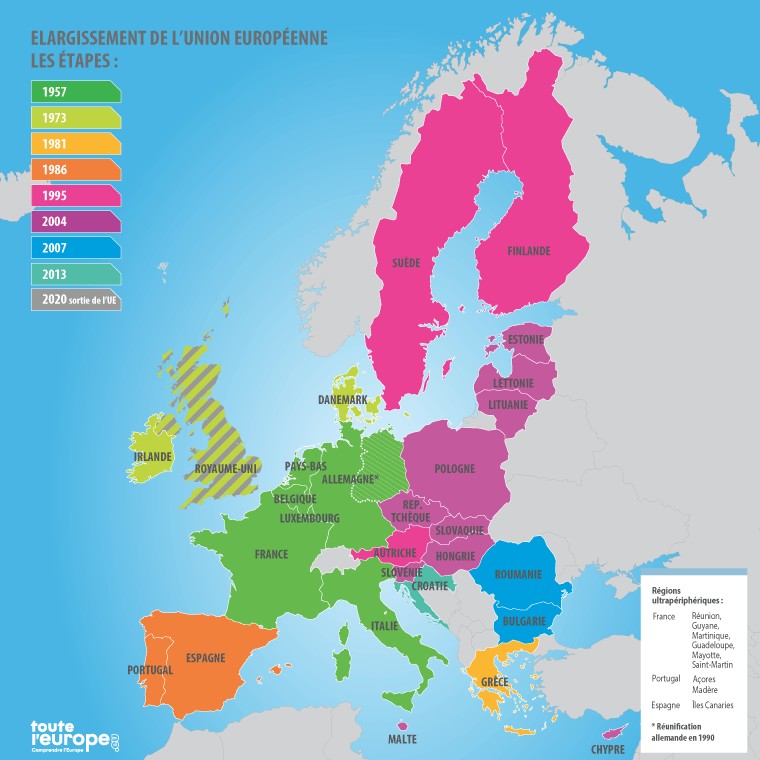 ELARGISSEMENT DE L'UNION EUROPÉENNE
LES ÉTAPES :
1957
1973
1981
1986
1995
2004
2007
2013
2020 sortie de l'UE
SUÈDE
FINLANDE
ESTONIE
LETTONIE
LITUANIE
DANEMARK
IRLANDE
ROYAUME-UNI
PAYS-BAS
ALLEMAGNE*
POLOGNE
BELGIQUE
LUXEMBOURG
REP.
TCHÈQUE
SLOVAQUIE
FRANCE
AUTRICHE
HONGRIE
SLOVÉNIE
CROATIE
ROUMANIE
BULGARIE
ITALIE
PORTUGAL
ESPAGNE
GRÈCE
MALTE
CHYPRE
Régions
ultrapériphériques :
France Réunion,
Guyane,
Martinique,
Guadeloupe,
Mayotte,
Saint-Martin
Portugal Açores
Madère
Espagne Îles Canaries
* Réunification
allemande en 1990
toute
l'europe.eu
Comprendre l'Europe